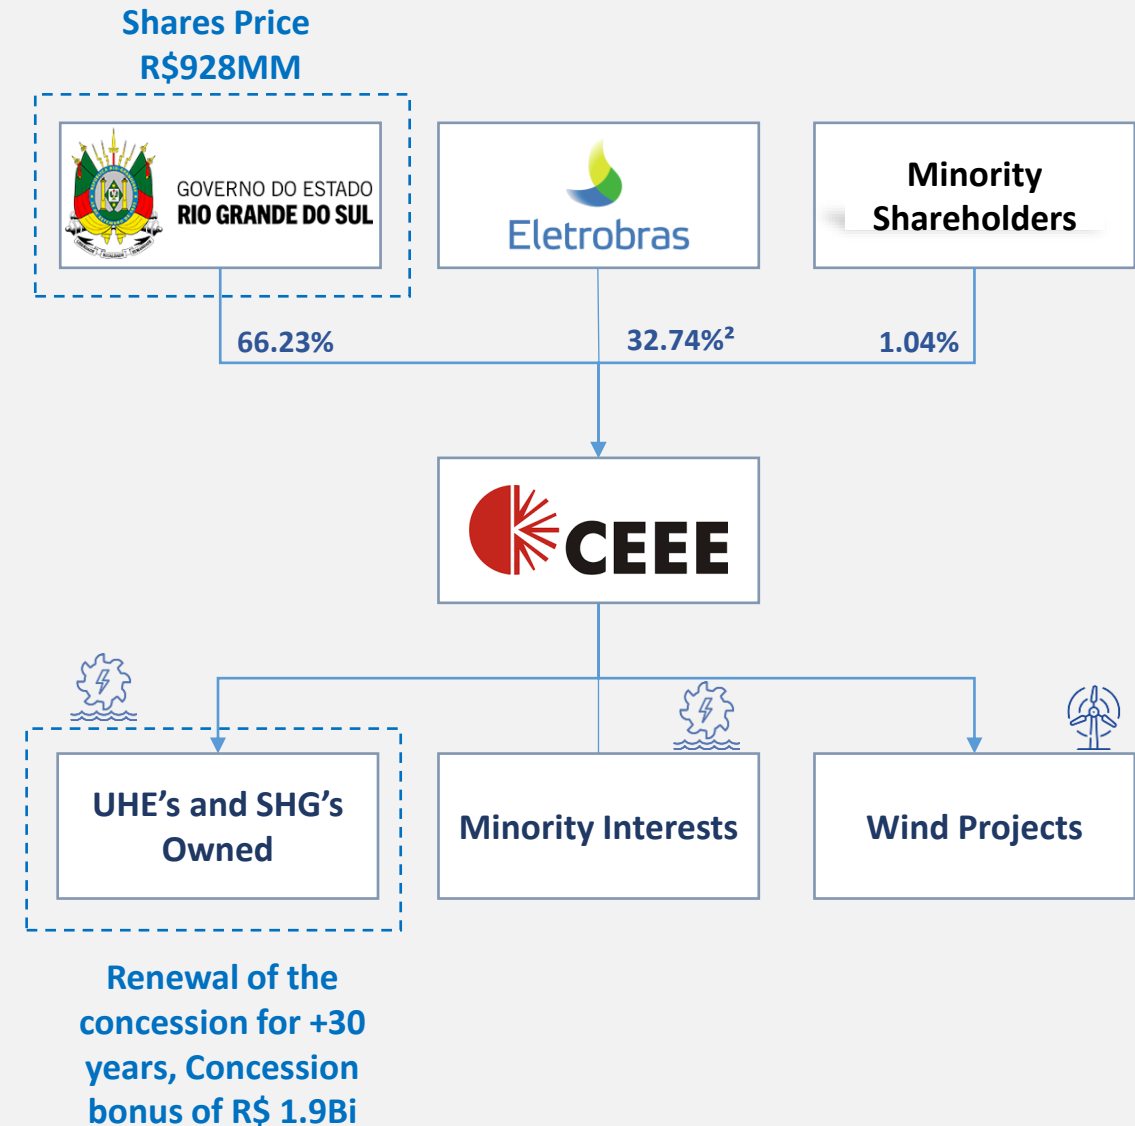 Shares Price
R$928MM
GOVERNO DO ESTADO
RIO GRANDE DO SUL
Eletrobras
Minority
Shareholders
66.23%
32.74%²
1.04%
CEEE
UHE’s and SHG’s
Owned
Minority Interests
Wind Projects
Renewal of the
concession for +30
years, Concession
bonus of R$ 1.9Bi